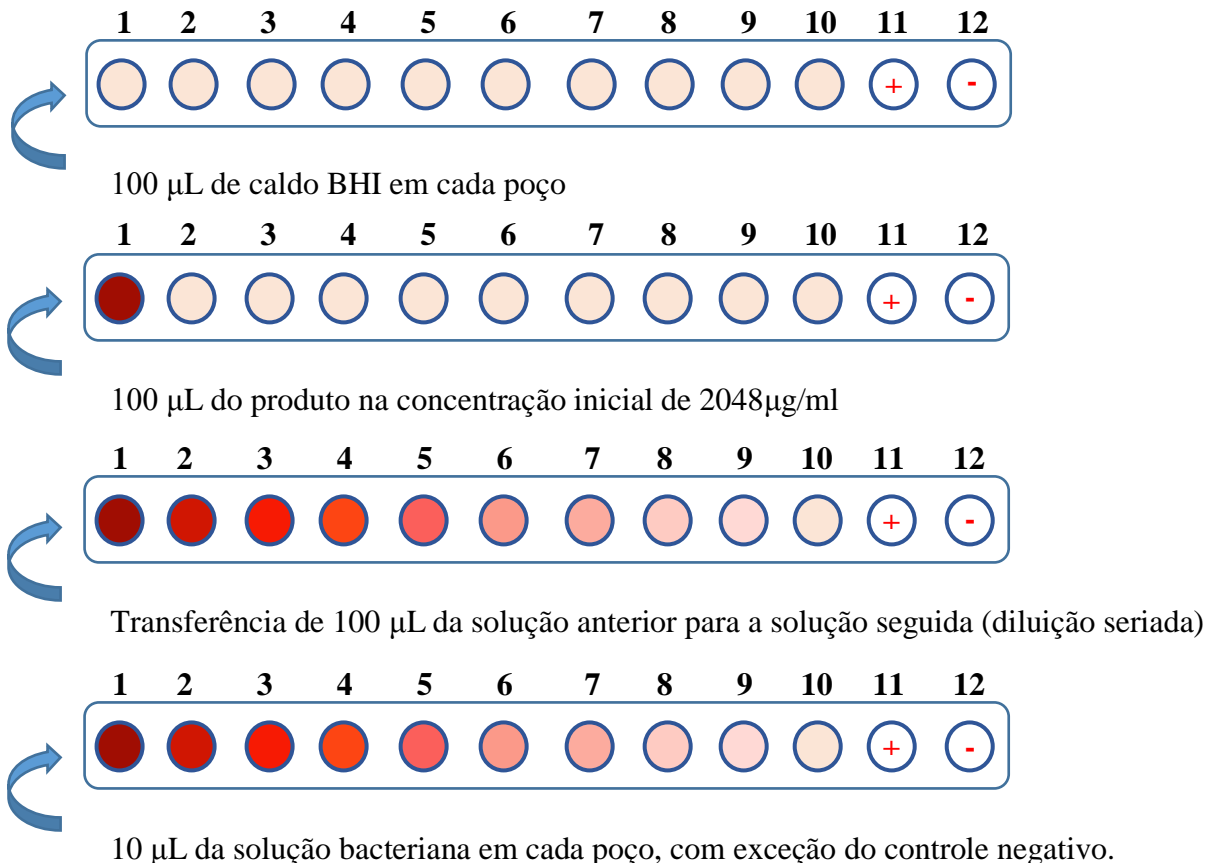 1 2 3 4 5 6 7 8 9 10 11 12
+ -
100 μL de caldo BHI em cada poço
1 2 3 4 5 6 7 8 9 10 11 12
+ -
100 μL do produto na concentração inicial de 2048μg/ml
1 2 3 4 5 6 7 8 9 10 11 12
+ -
Transferência de 100 μL da solução anterior para a solução seguida (diluição seriada)
1 2 3 4 5 6 7 8 9 10 11 12
+ -
10 μL da solução bacteriana em cada poço, com exceção do controle negativo.